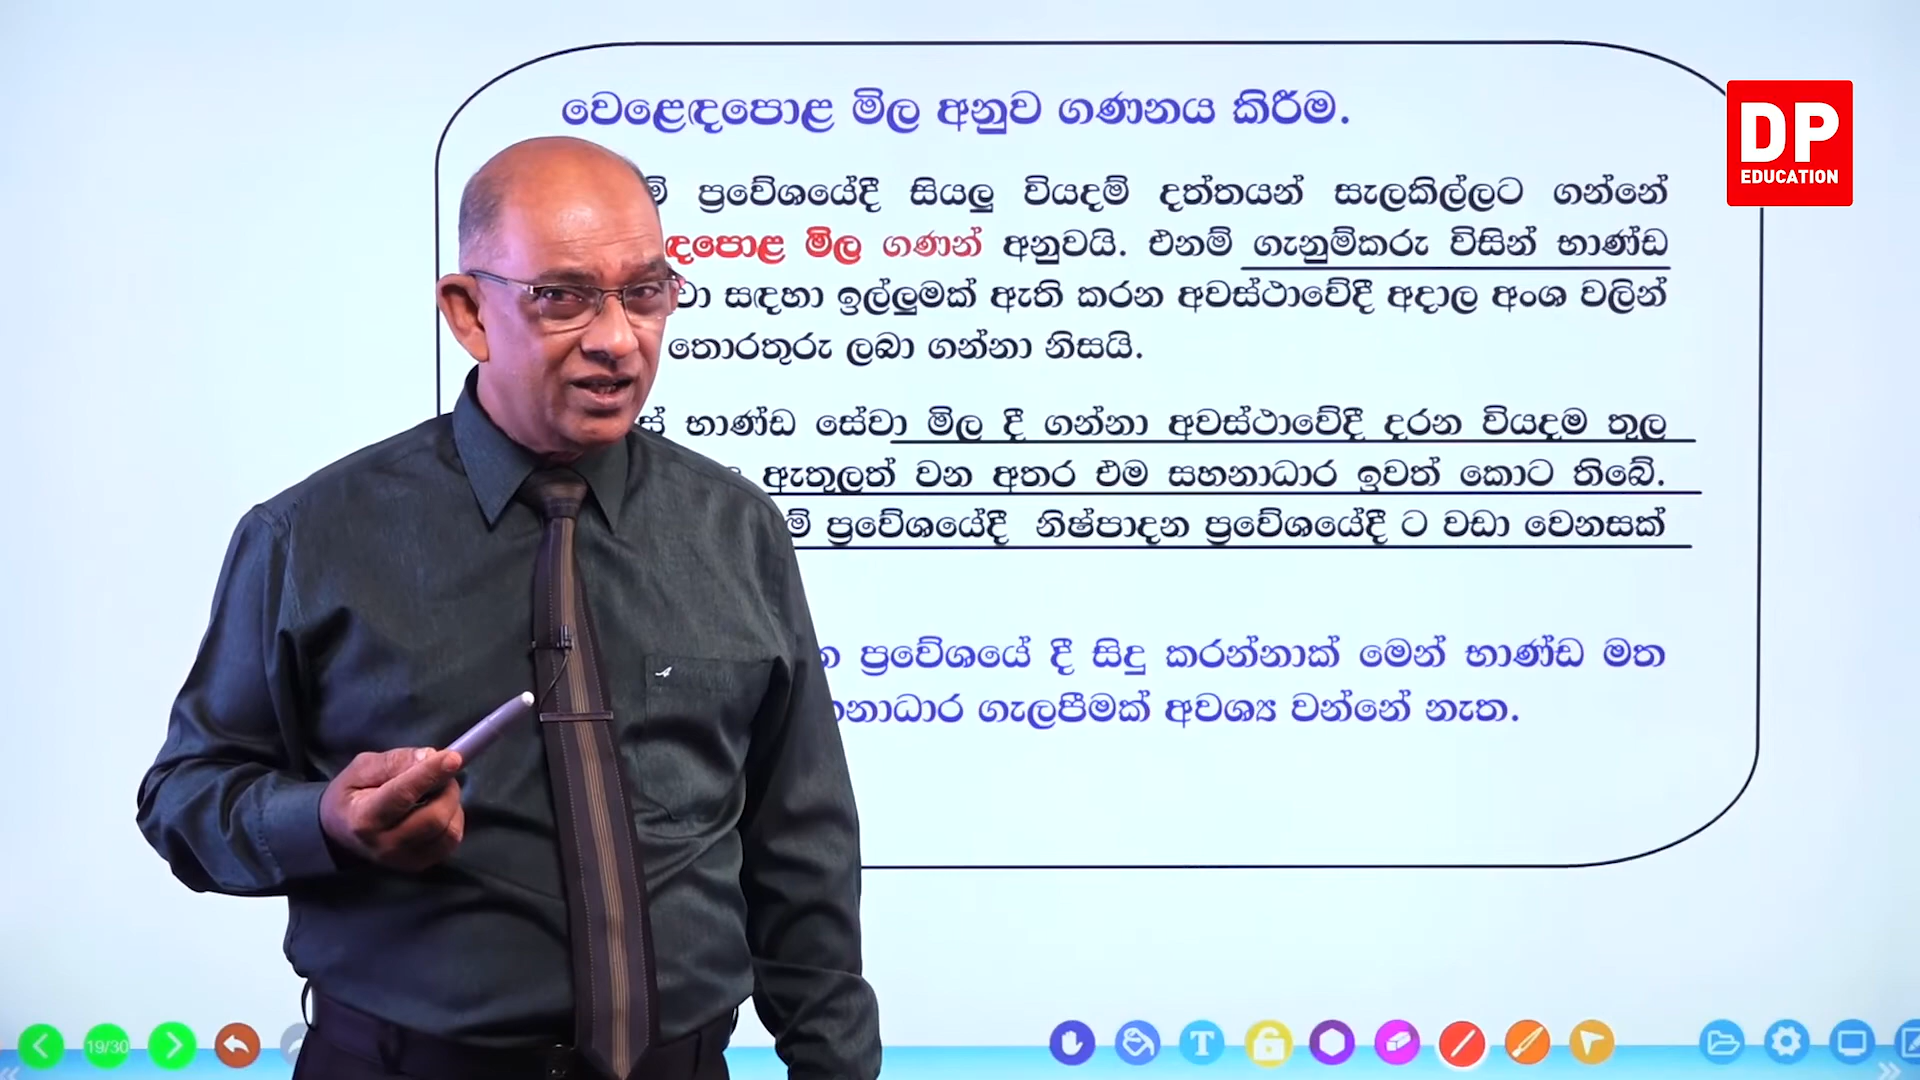 වෙළෙඳපොළ මිල අනුව ගණනය කිරීම.
ප්‍රවේශයේදී සියලු වියදම් දත්තයන් සැලකිල්ලට ගන්නේ
මිල ගණන් අනුවයි. එනම් ගැනුම්කරු විසින් භාණ්ඩ
සඳහා ඉල්ලුමක් ඇති කරන අවස්ථාවේදී අදාල අංශ වලින්
තොරතුරු ලබා ගන්නා නිසයි.
භාණ්ඩ සේවා මිල දී ගන්නා අවස්ථාවේදී දරන වියදම තුල
ඇතුලත් වන අතර එම සහනාධාර ඉවත් කොට තිබේ.
ප්‍රවේශයේදී නිෂ්පාදන ප්‍රවේශයේදී ට වඩා වෙනසක්
ප්‍රවේශයේ දී සිදු කරන්නාක් මෙන් භාණ්ඩ මත
ගැලපීමක් අවශ්‍ය වන්නේ නැත.
DP
EDUCATION
19/30